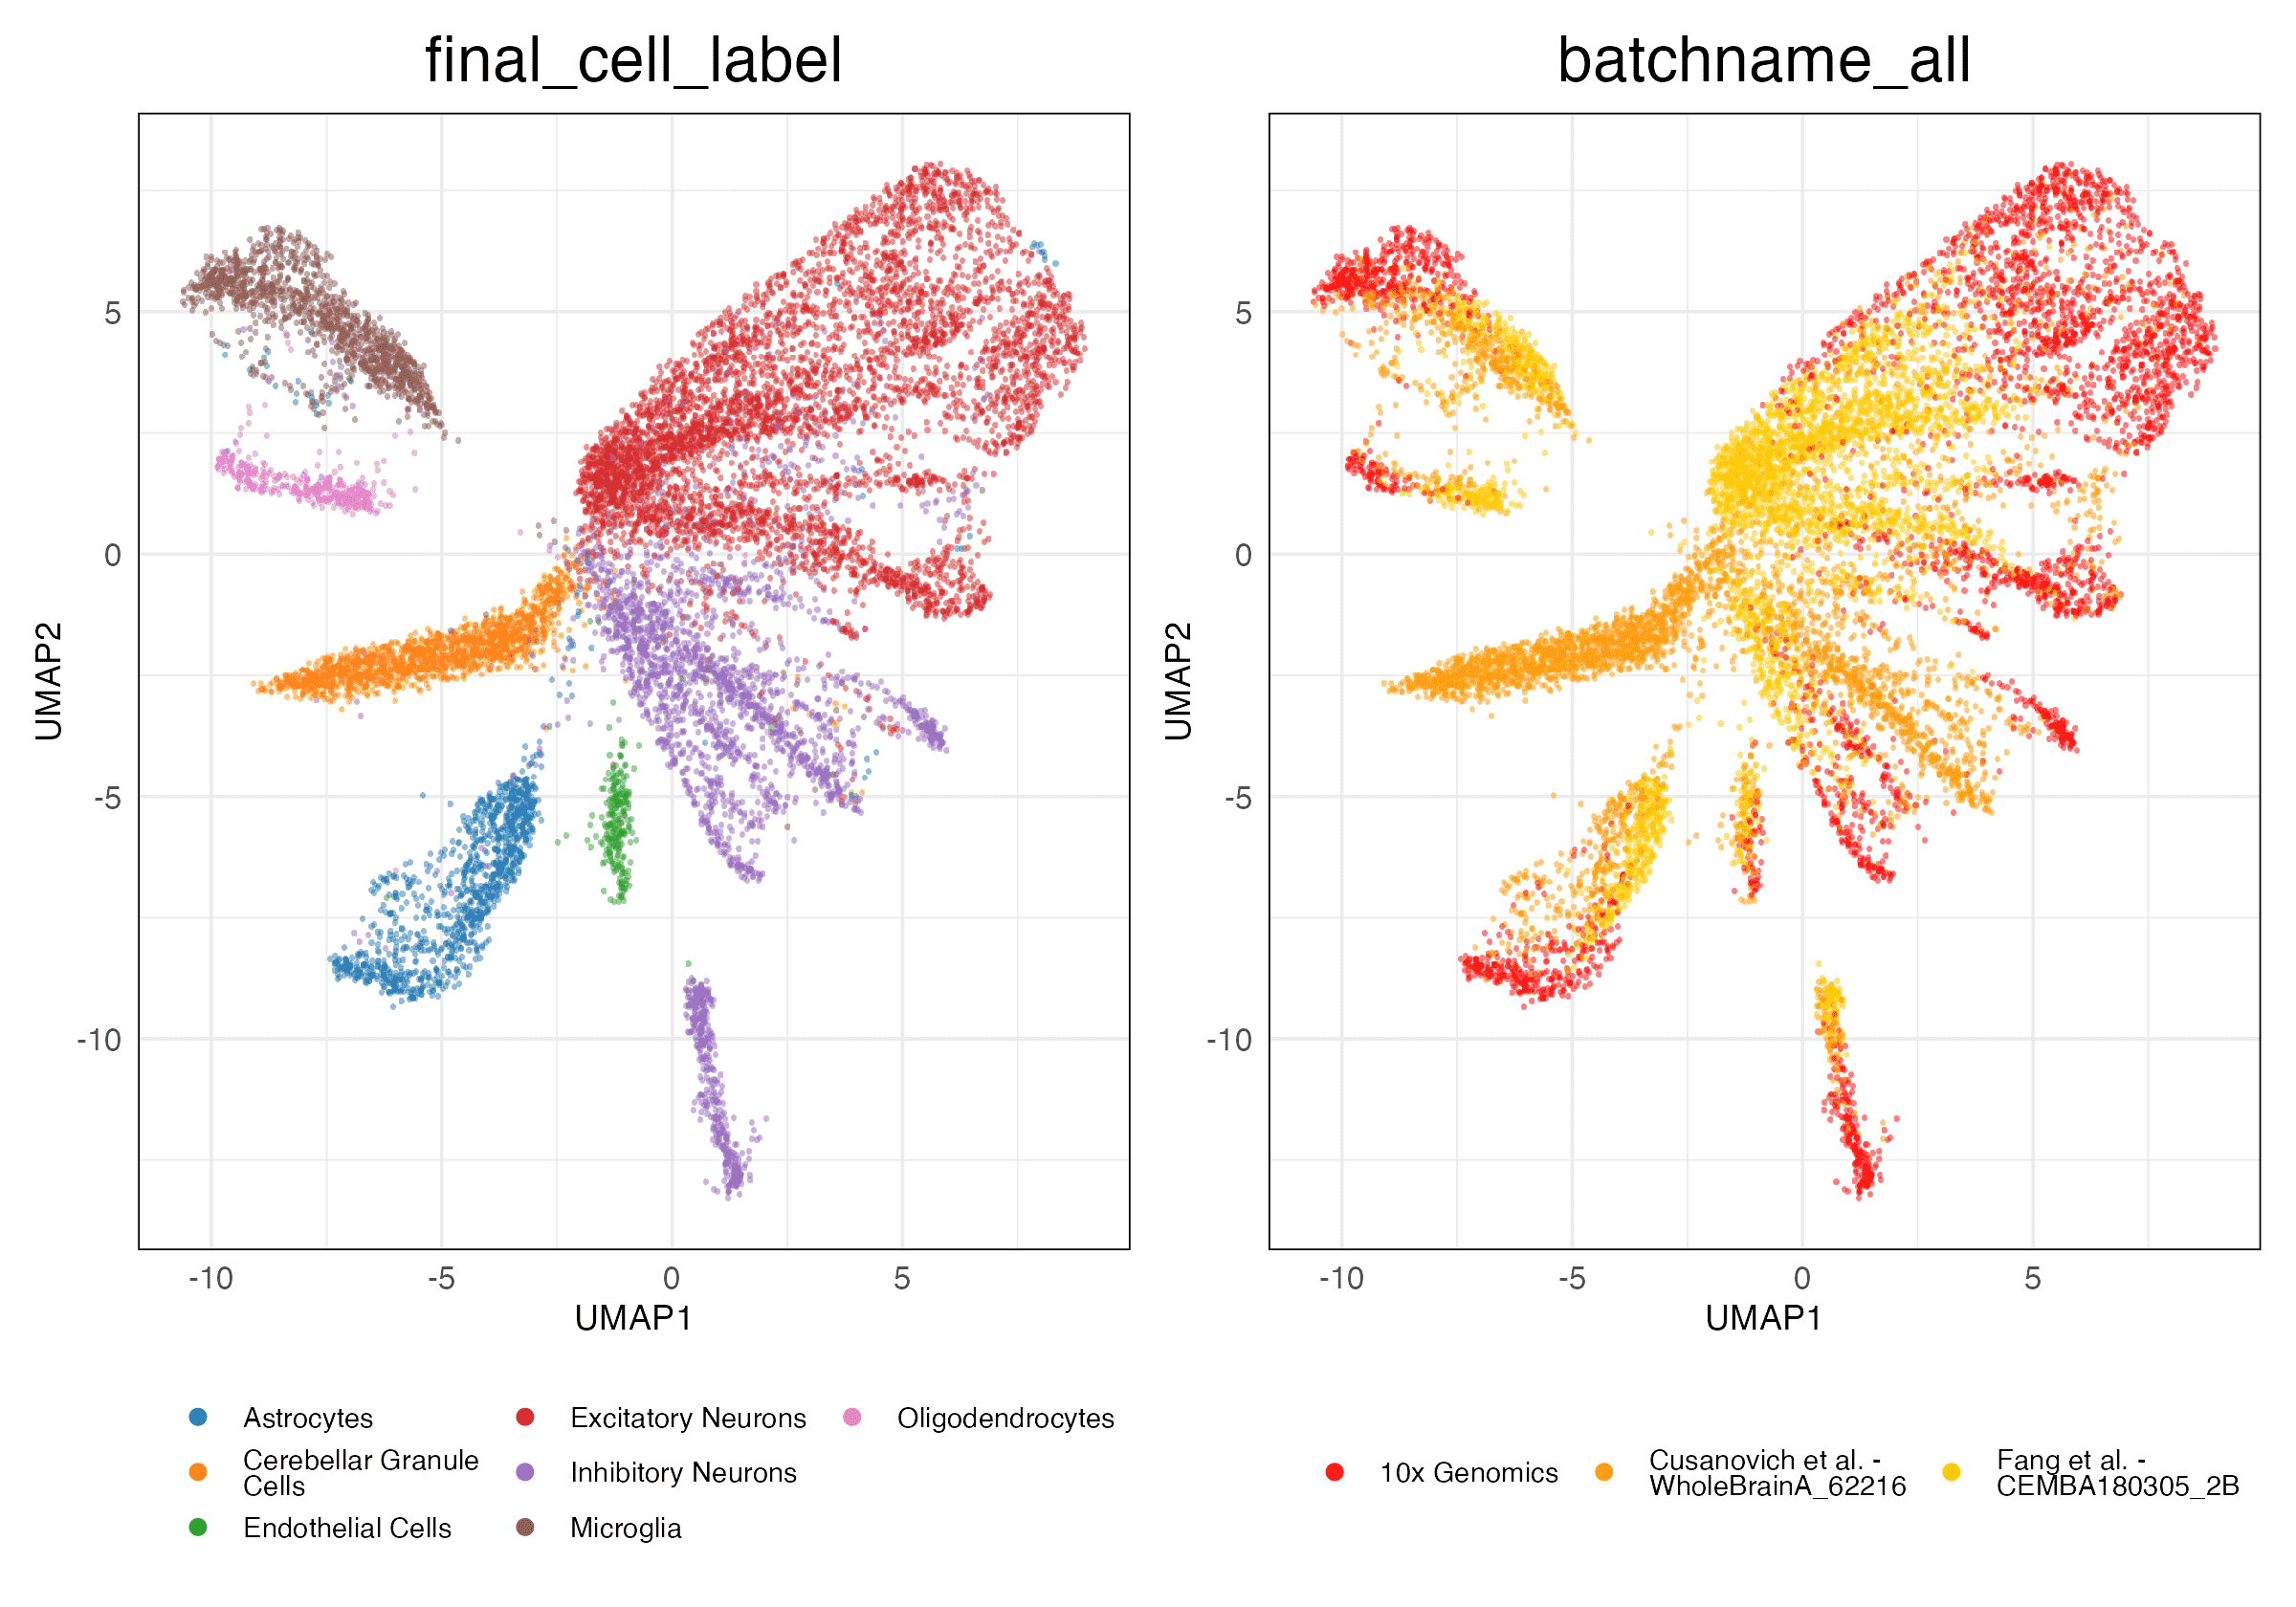 final_cell_label
batchname_all
5
0
-5
-10
UMAP2
-10
-5
0
5
UMAP1
5
0
-5
-10
UMAP2
-10
-5
0
5
UMAP1
Astrocytes
Cerebellar Granule
Cells
Endothelial Cells
Excitatory Neurons
Inhibitory Neurons
Microglia
Oligodendrocytes
10x Genomics
Cusanovich et al. -
WholeBrainA_62216
Fang et al. -
CEMBA180305_2B